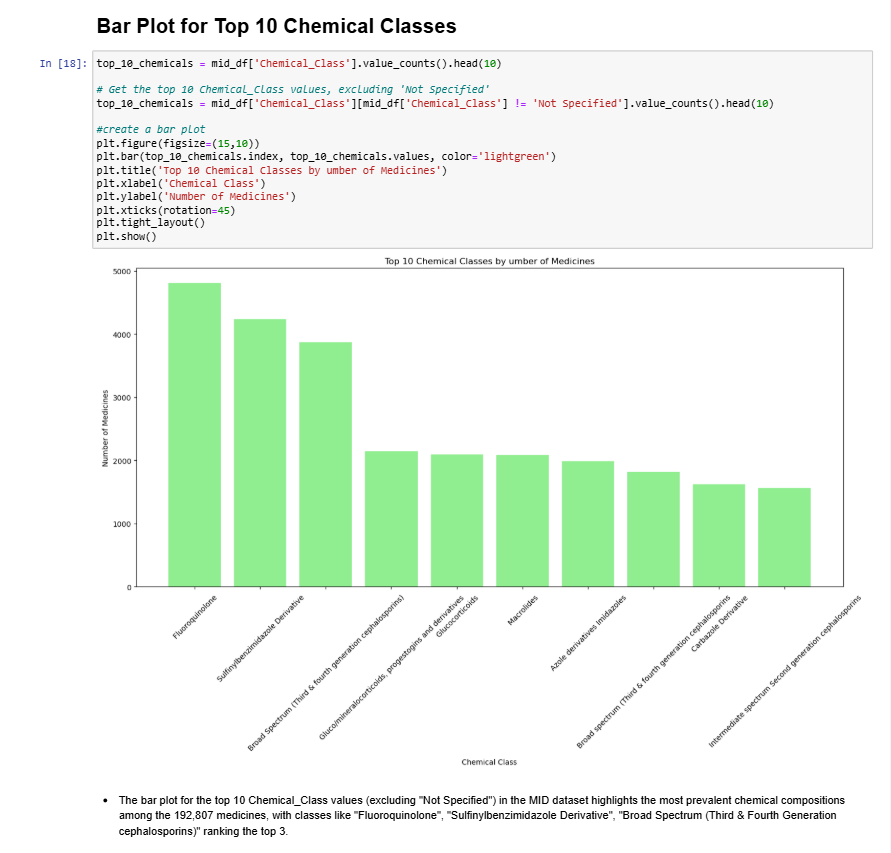 Bar Plot for Top 10 Chemical Classes
In [18]:
top_10_chemicals = mid_df['Chemical_Class'].value_counts().head(10)
# Get the top 10 Chemical_Class values, excluding 'Not Specified'
top_10_chemicals = mid_df['Chemical_Class'][mid_df['Chemical_Class'] != 'Not Specified'].value_counts().head(10)
#create a bar plot
plt.figure(figsize=(15,10))
plt.bar(top_10_chemicals.index, top_10_chemicals.values, color='lightgreen')
plt.title('Top 10 Chemical Classes by umber of Medicines')
plt.xlabel('Chemical Class')
plt.ylabel('Number of Medicines')
plt.xticks(rotation=45)
plt.tight_layout()
plt.show()
Top 10 Chemical Classes by umber of Medicines
Number of Medicines
5000
4000
3000
2000
1000
0
Fluoroquinolone
Sulfinylbenzimidazole Derivative
Broad Spectrum (Third & fourth generation cephalosporins)
Gluco/mineralocorticoids, progestogins and derivatives
Glucocorticoids
Macrolides
Azole derivatives Imidazoles
Broad spectrum (Third & fourth generation cephalosporins
Carbazole Derivative
Intermediate spectrum Second generation cephalosporins
Chemical Class
• The bar plot for the top 10 Chemical_Class values (excluding "Not Specified") in the MID dataset highlights the most prevalent chemical compositions
among the 192,807 medicines, with classes like "Fluoroquinolone", "Sulfinylbenzimidazole Derivative", "Broad Spectrum (Third & Fourth Generation
cephalosporins)" ranking the top 3.